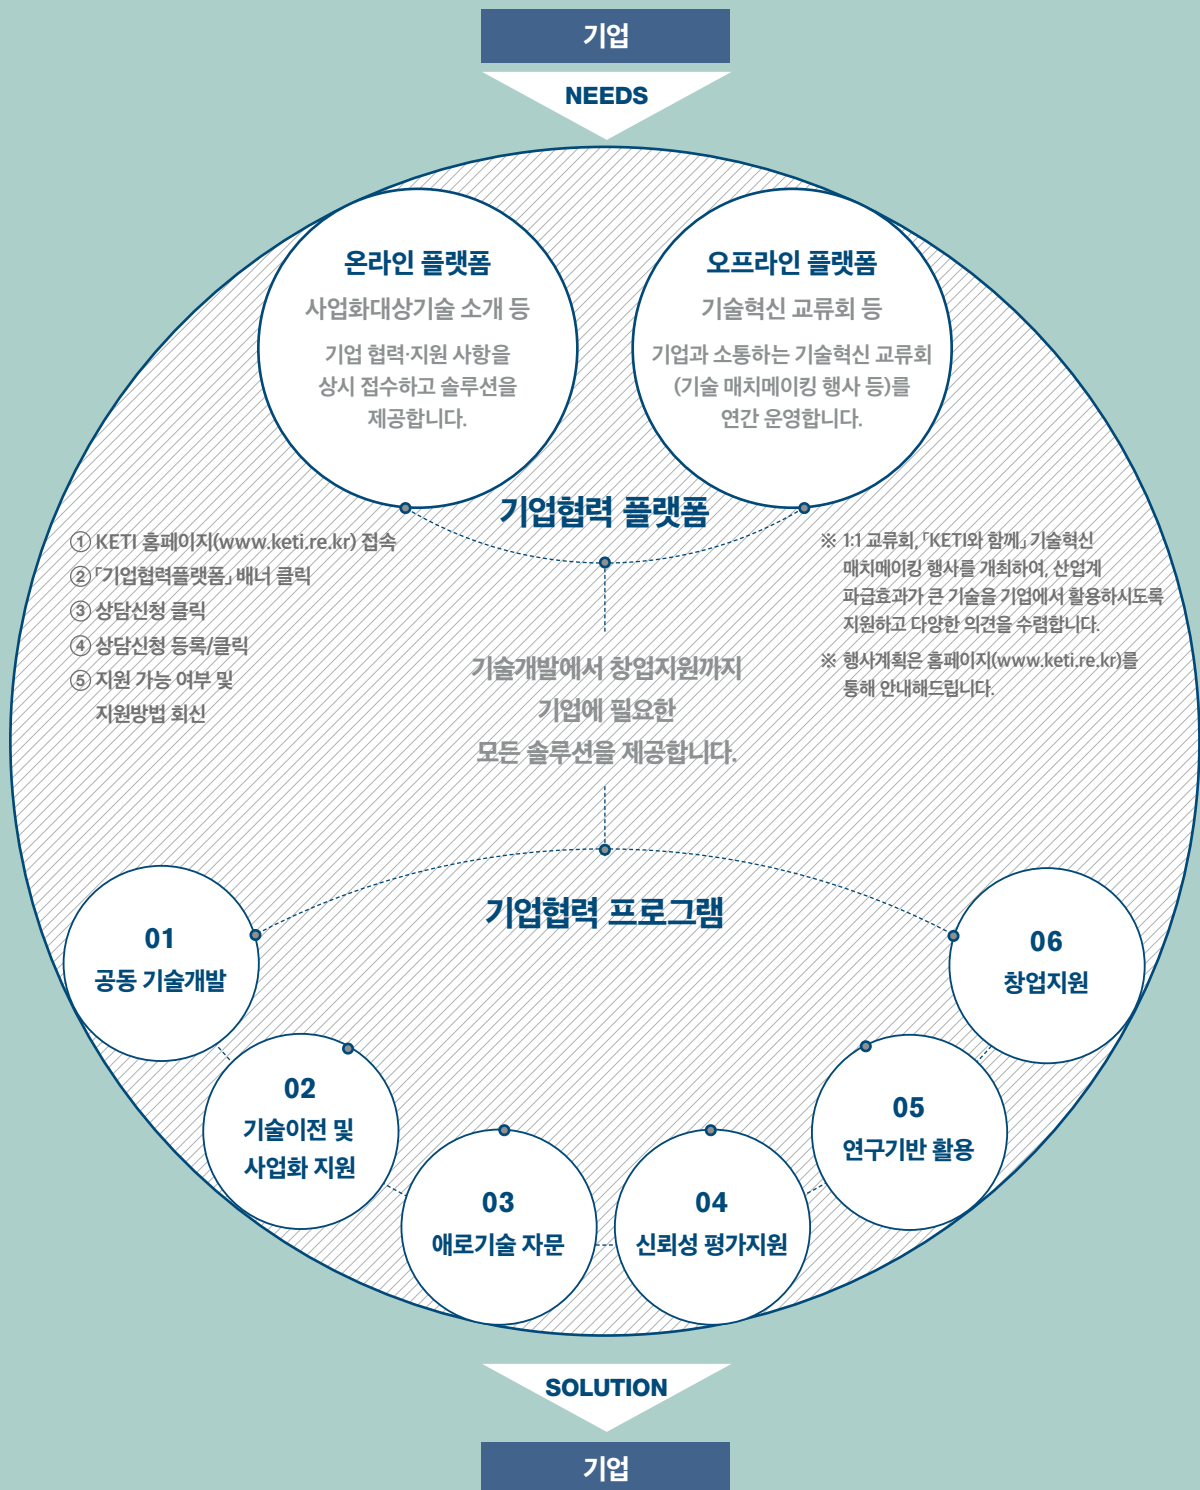 기업
NEEDS
온라인 플랫폼
사업화대상기술 소개 등
기업 협력·지원 사항을
상시 접수하고 솔루션을
제공합니다.
오프라인 플랫폼
기술혁신 교류회 등
기업과 소통하는 기술혁신 교류회
(기술 매치메이킹 행사 등)를
연간 운영합니다.
기업협력 플랫폼
① KETI 홈페이지(www.keti.re.kr) 접속
② 「기업협력플랫폼」 배너 클릭
③ 상담신청 클릭
④ 상담신청 등록/클릭
⑤ 지원 가능 여부 및
지원방법 회신
※ 1:1 교류회, 「KETI와 함께」 기술혁신
매치메이킹 행사를 개최하여, 산업계
파급효과가 큰 기술을 기업에서 활용하시도록
지원하고 다양한 의견을 수렴합니다.
※ 행사계획은 홈페이지(www.keti.re.kr)를
통해 안내해드립니다.
기술개발에서 창업지원까지
기업에 필요한
모든 솔루션을 제공합니다.
기업협력 프로그램
01
공동 기술개발
02
기술이전 및
사업화 지원
03
애로기술 자문
04
신뢰성 평가지원
05
연구기반 활용
06
창업지원
SOLUTION
기업